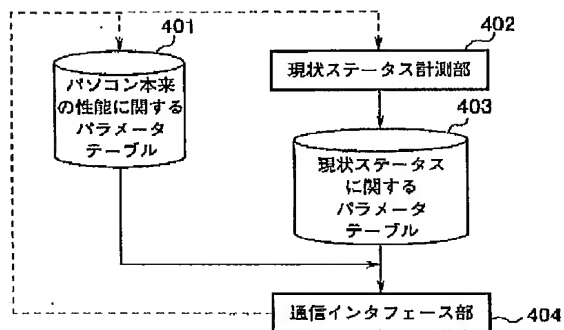 401
パソコン本来
の性能に関する
パラメータ
テーブル
402
現状ステータス計測部
403
現状ステータス
に関する
パラメータ
テーブル
通信インタフェース部
404